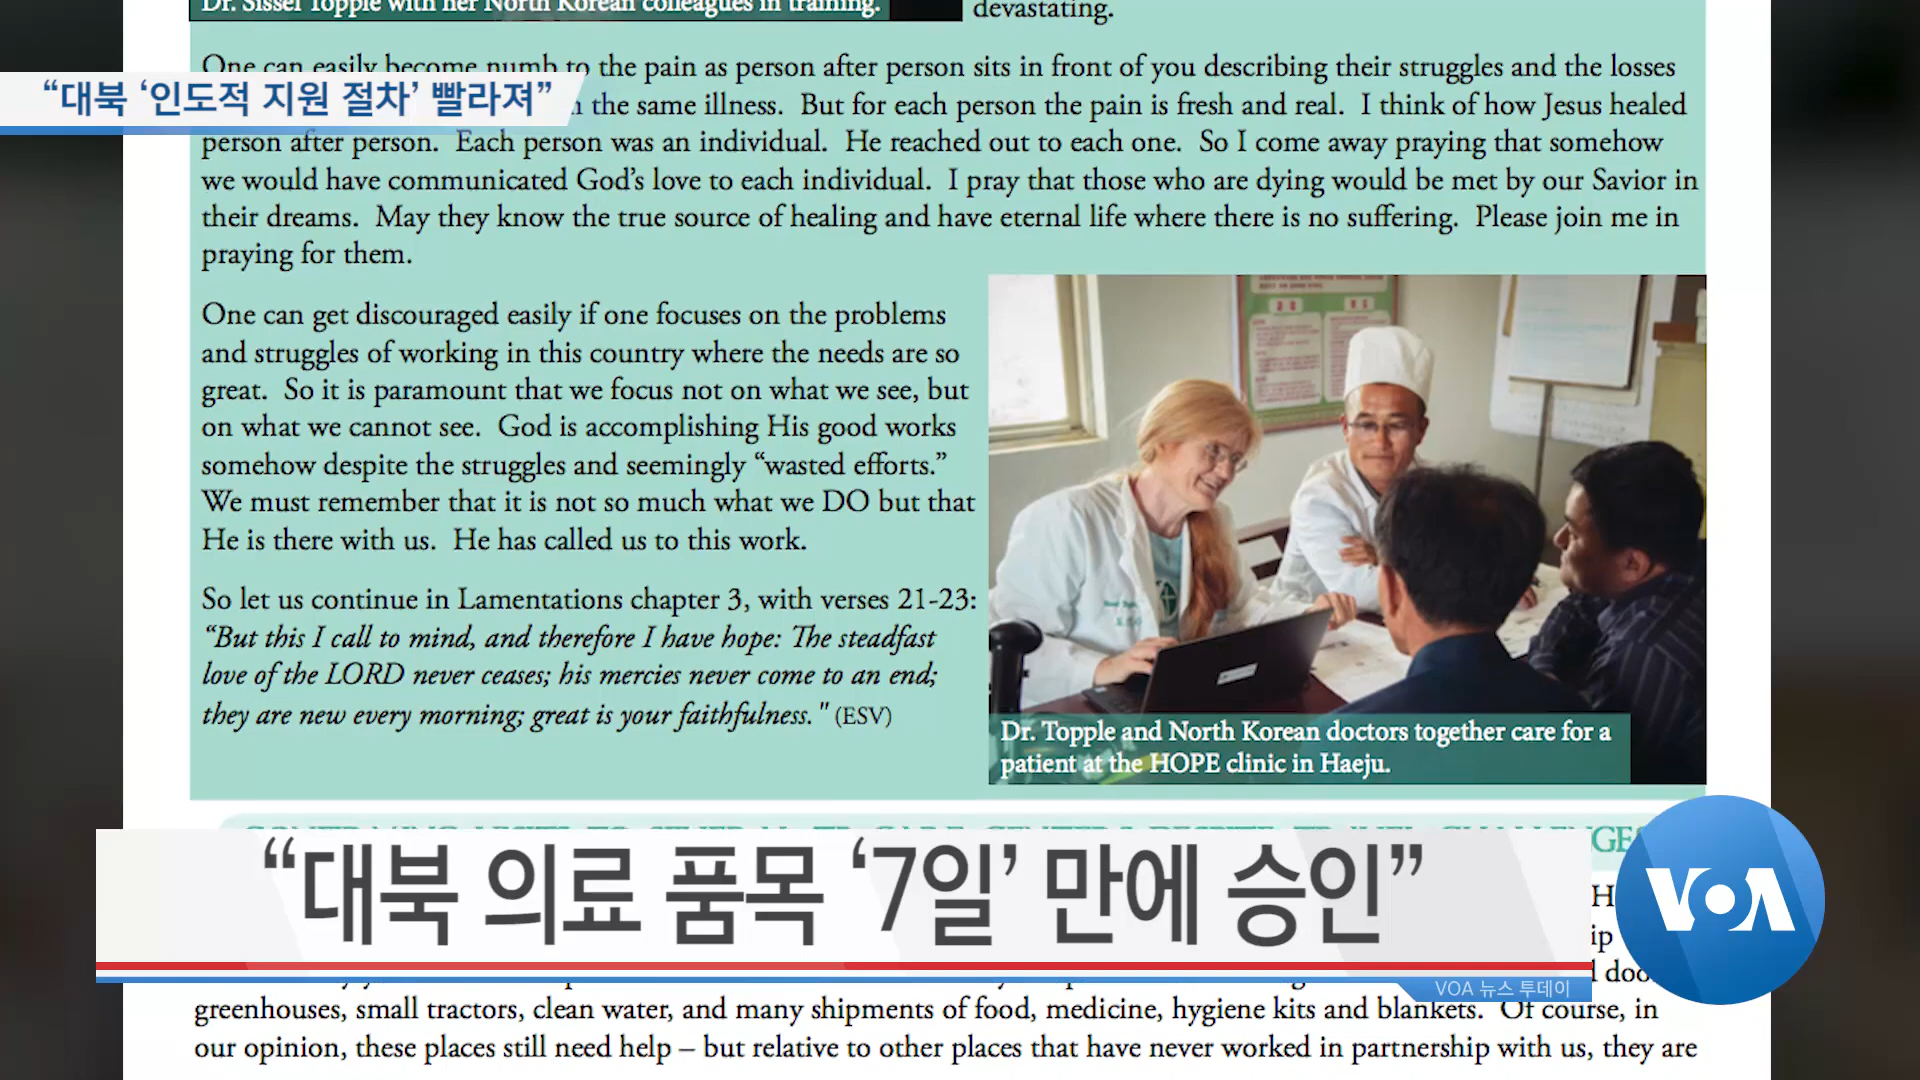 Dr. Sissel Topple with her North Korean colleagues in training.
devastating.
One can easily become numb to the pain as person after person sits in front of you describing their struggles and the losses
“대북 ‘인도적 지원 절차’ 빨라져”
the same illness. But for each person the pain is fresh and real. I think of how Jesus healed
person after person. Each person was an individual. He reached out to each one. So I come away praying that somehow
we would have communicated God’s love to each individual. I pray that those who are dying would be met by our Savior in
their dreams. May they know the true source of healing and have eternal life where there is no suffering. Please join me in
praying for them.
One can get discouraged easily if one focuses on the problems
and struggles of working in this country where the needs are so
great. So it is paramount that we focus not on what we see, but
on what we cannot see. God is accomplishing His good works
somehow despite the struggles and seemingly “wasted efforts.”
We must remember that it is not so much what we DO but that
He is there with us. He has called us to this work.
So let us continue in Lamentations chapter 3, with verses 21-23:
“But this I call to mind, and therefore I have hope: The steadfast
love of the LORD never ceases; his mercies never come to an end;
they are new every morning; great is your faithfulness." (ESV)
Dr. Topple and North Korean doctors together care for a
patient at the HOPE clinic in Haeju.
“대북 의료 품목 ‘7일’ 만에 승인”
VOA
VOA 뉴스 투데이
greenhouses, small tractors, clean water, and many shipments of food, medicine, hygiene kits and blankets. Of course, in
our opinion, these places still need help – but relative to other places that have never worked in partnership with us, they are